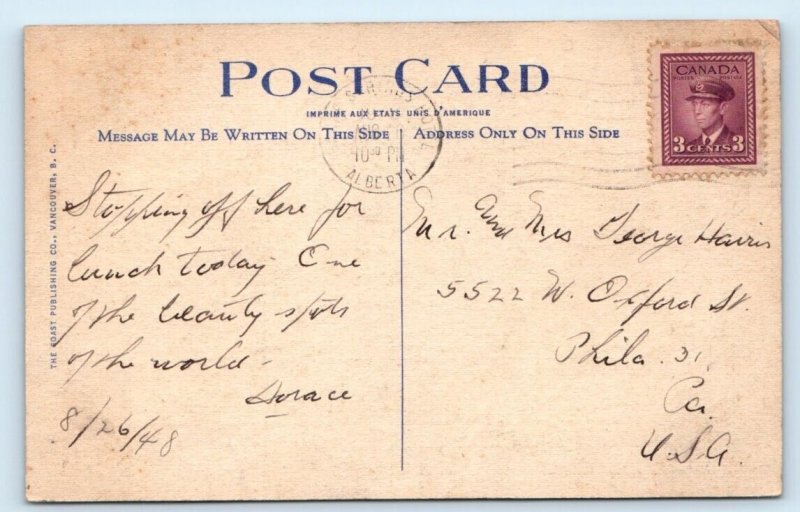 POST CARD
IMPRIME AUX ETATS UNIS D'AMERIQUE
MESSAGE MAY BE WRITTEN ON THIS SIDE
ADDRESS ONLY ON THIS SIDE
CANADA
POSTES POSTAGE
3 CENTS 3
10 30 PM
ALBERTA
THE COAST PUBLISHING CO., VANCOUVER, B. C.
Stopping off here for
lunch today One
of the beauty spots
of the world -
Horace
8/26/48
Mr. And Mrs George Harris
5522 W. Oxford St.
Phila. 31,
Pa.
U.S.A.